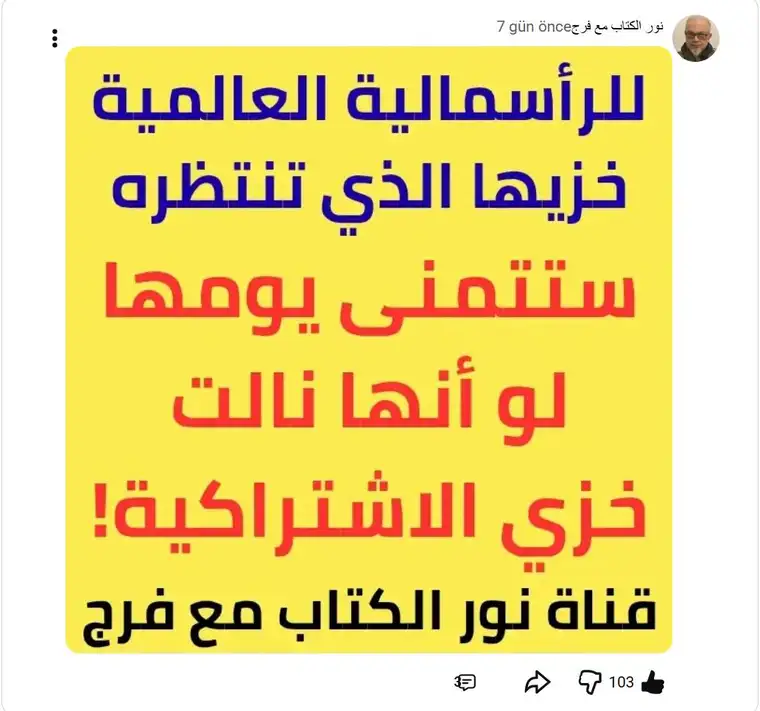 نور الكتاب مع فرج 7 gün önce
للرأسمالية العالمية
خزيها الذي تنتظره
ستتمنى يومها
لو أنها نالت
خزي الاشتراكية!
قناة نور الكتاب مع فرج
103
3